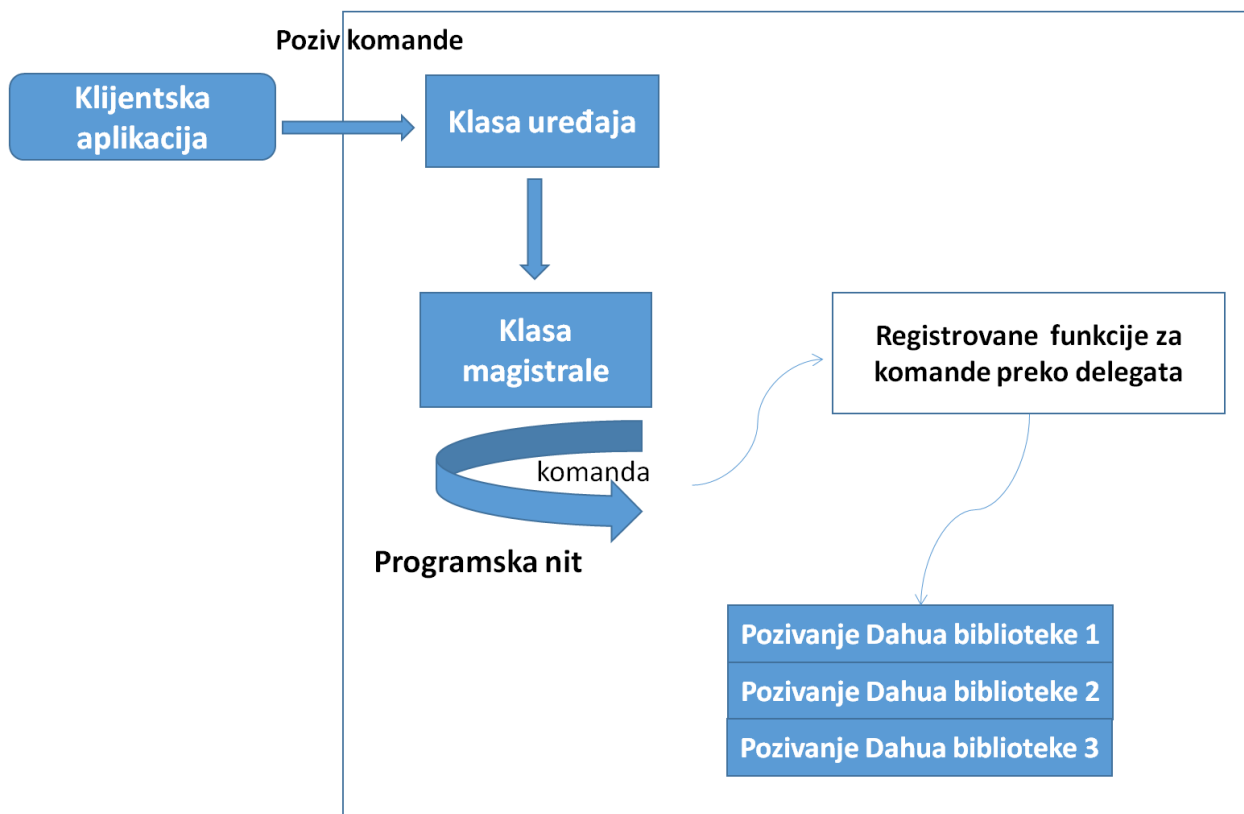 Poziv komande
Klijentska
aplikacija
Klasa uređaja
Klasa
magistrale
Registrovane funkcije za
komande preko delegata
komanda
Programska nit
Pozivanje Dahua biblioteke 1
Pozivanje Dahua biblioteke 2
Pozivanje Dahua biblioteke 3